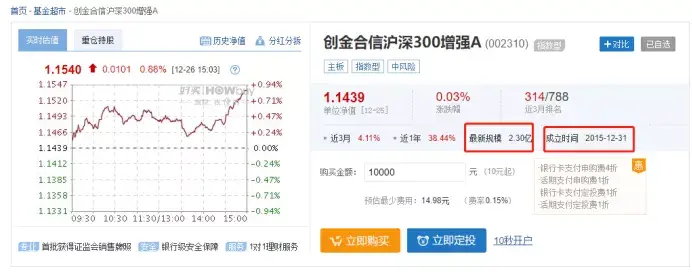 首页 · 基金超市 · 创金合信沪深300增强A
实时估值 重仓持股 历史净值 分红分拆
1.1540 0.0101 0.88% [12-26 15:03]
1.1547 +0.94%
1.1520 +0.71%
1.1493 +0.47%
1.1466 +0.24%
1.1439 0.00%
1.1412 -0.24%
1.1385 -0.47%
1.1358 -0.71%
1.1331 -0.94%
09:30 10:30 11:30/13:00 14:00 15:00
好买 HOWbuy
首批获得证监会销售牌照 安全 银行级安全保障 服务 1对1理财服务
创金合信沪深300增强A (002310) 指数型 +对比 已自选
主板 指数型 中风险
1.1439 0.03% 314/788
单位净值 [12-25] 涨跌幅 近3月排名
近3月 4.11% 近1年 38.44% 最新规模 2.30亿 成立时间 2015-12-31
购买金额: 10000 元 (10元起)
预估最少费用: 14.98元 (费率0.15%)
惠
·银行卡支付申购费4折
·活期支付申购费1折
·银行卡支付定投费1折
·活期支付定投费1折
立即购买 立即定投 10秒开户